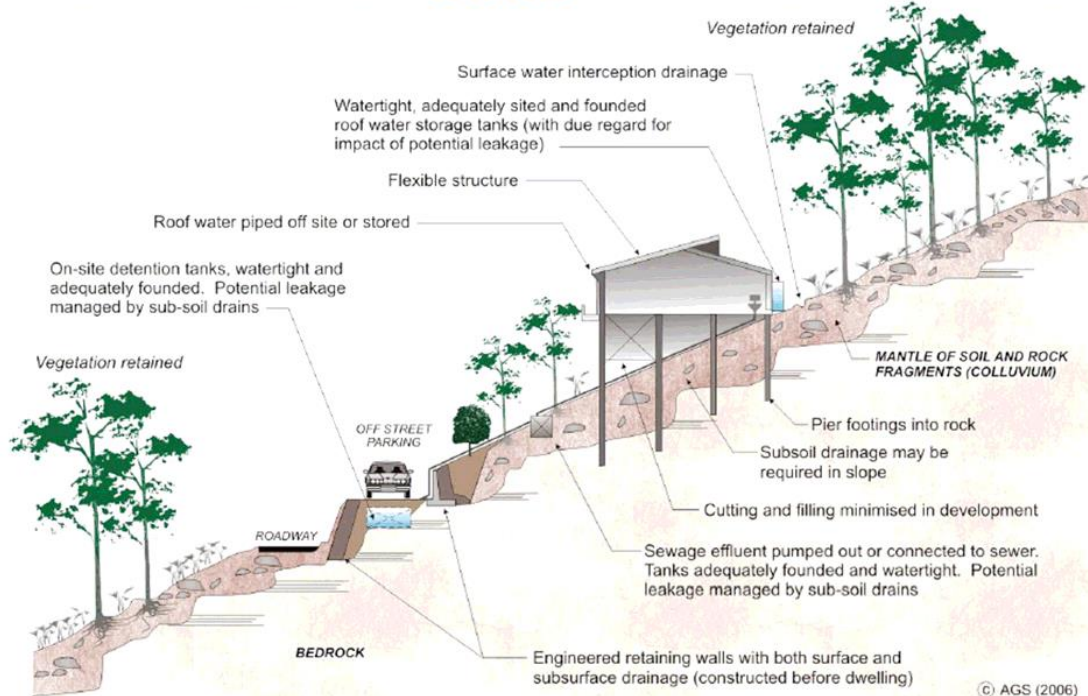 Vegetation retained
Surface water interception drainage
Watertight, adequately sited and founded
roof water storage tanks (with due regard for
impact of potential leakage)
Flexible structure
Roof water piped off site or stored
On-site detention tanks, watertight and
adequately founded. Potential leakage
managed by sub-soil drains
Vegetation retained
OFF STREET
PARKING
ROADWAY
MANTLE OF SOIL AND ROCK
FRAGMENTS (COLLUVIUM)
Pier footings into rock
Subsoil drainage may be
required in slope
Cutting and filling minimised in development
Sewage effluent pumped out or connected to sewer.
Tanks adequately founded and watertight. Potential
leakage managed by sub-soil drains
BEDROCK
Engineered retaining walls with both surface and
subsurface drainage (constructed before dwelling)
© AGS (2006)